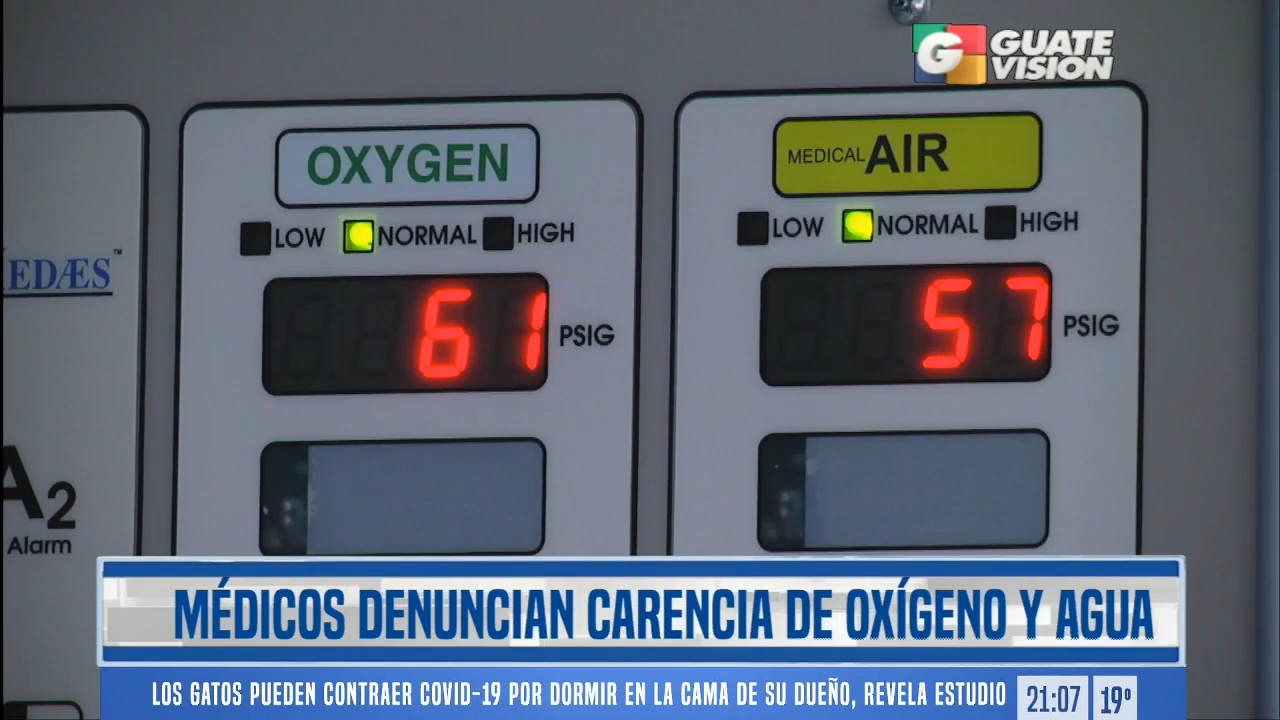 GUATE
VISION
OXYGEN
LOW NORMAL HIGH
61 PSIG
MEDICAL AIR
LOW NORMAL HIGH
57 PSIG
EDÆS™
A2
Alarm
MÉDICOS DENUNCIAN CARENCIA DE OXÍGENO Y AGUA
LOS GATOS PUEDEN CONTRAER COVID-19 POR DORMIR EN LA CAMA DE SU DUEÑO, REVELA ESTUDIO
21:07 19º